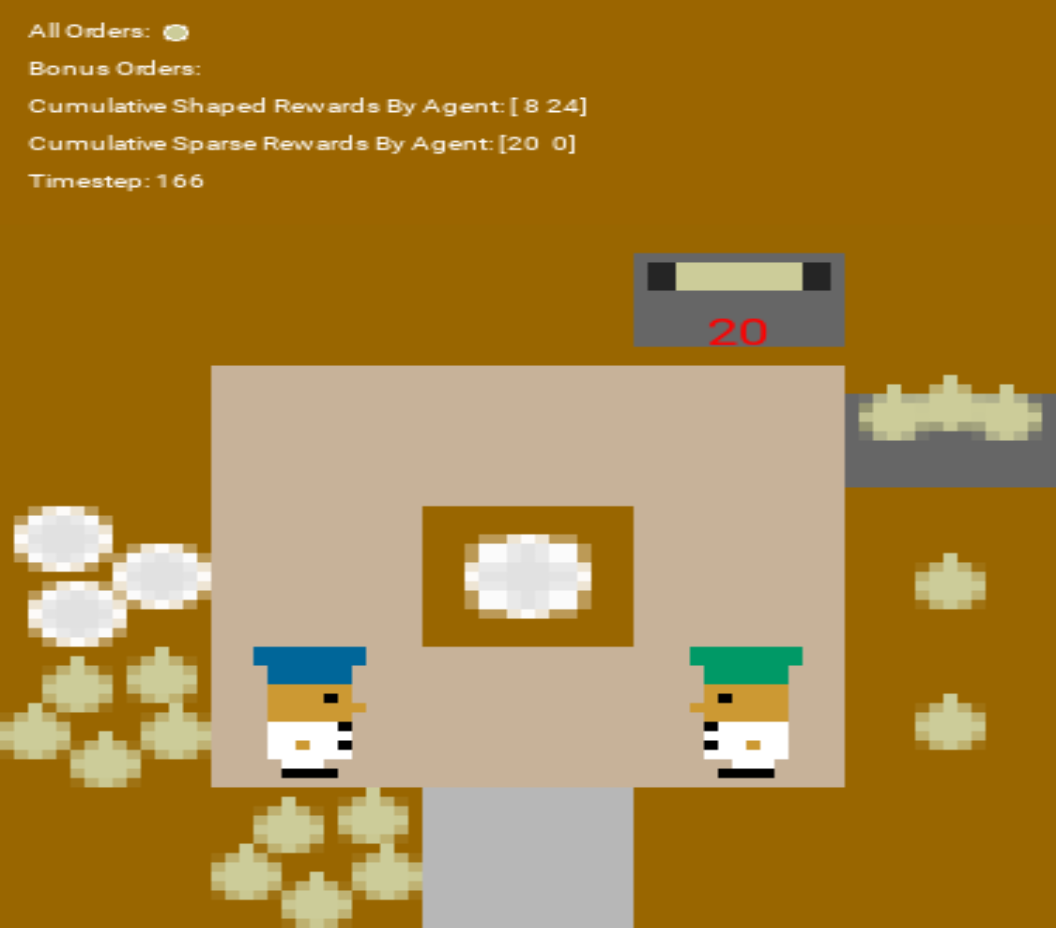 All Orders:
Bonus Orders:
Cumulative Shaped Rewards By Agent: [ 8 24]
Cumulative Sparse Rewards By Agent: [20  0]
Timestep: 166
20